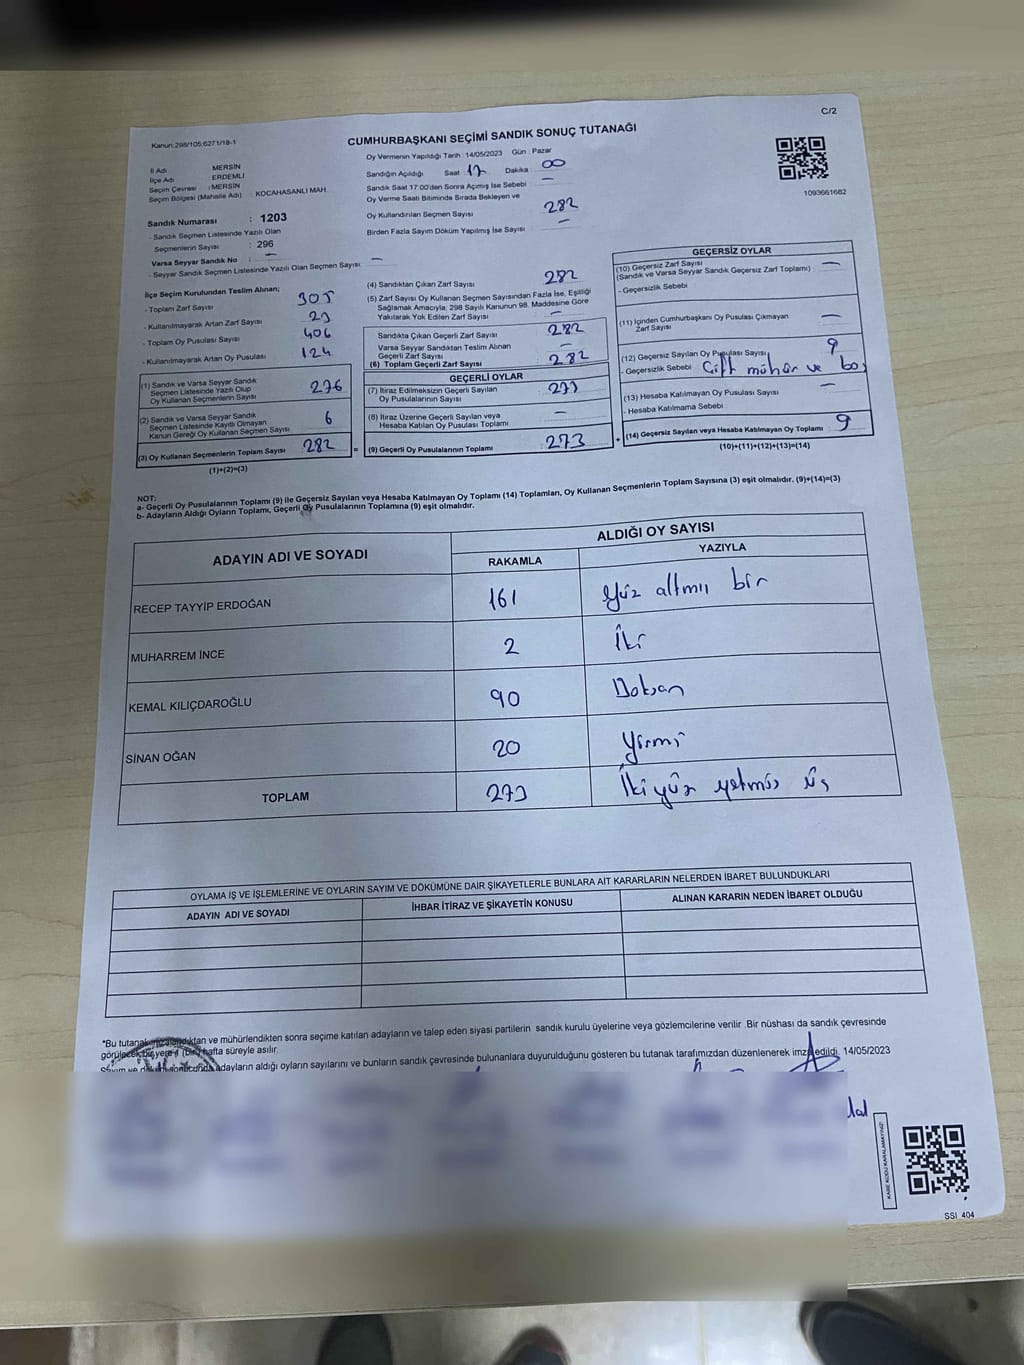 C/2
Kanun:298/105,6271/18-1
CUMHURBAŞKANI SEÇİMİ SANDIK SONUÇ TUTANAĞI
İl Adı : MERSİN
İlçe Adı : ERDEMLİ
Seçim Çevresi : MERSİN
Seçim Bölgesi (Mahalle Adı) : KOCAHASANLI MAH.
Sandık Numarası : 1203
- Sandık Seçmen Listesinde Yazılı Olan
Seçmenlerin Sayısı : 296
Varsa Seyyar Sandık No : —
- Seyyar Sandık Seçmen Listesinde Yazılı Olan Seçmen Sayısı: —
Oy Vermenin Yapıldığı Tarih : 14/05/2023 Gün : Pazar
Sandığın Açıldığı Saat 17 Dakika : 00
Sandık Saat 17:00'dan Sonra Açımış İse Sebebi —
Oy Verme Saati Bitiminde Sırada Bekleyen ve
Oy Kullandırılan Seçmen Sayısı 282
Birden Fazla Sayım Döküm Yapılmış İse Sayısı —
1093661662
İlçe Seçim Kurulundan Teslim Alınan;
- Toplam Zarf Sayısı 305
- Kullanılmayarak Artan Zarf Sayısı 23
- Toplam Oy Pusulası Sayısı 406
- Kullanılmayarak Artan Oy Pusulası 124
(1) Sandık ve Varsa Seyyar Sandık
Seçmen Listesinde Yazılı Olup
Oy Kullanan Seçmenlerin Sayısı 276
(2) Sandık ve Varsa Seyyar Sandık
Seçmen Listesinde Kayıtlı Olmayan
Kanun Gereği Oy Kullanan Seçmen Sayısı 6
(3) Oy Kullanan Seçmenlerin Toplam Sayısı 282
(1)+(2)=(3)
(4) Sandıktan Çıkan Zarf Sayısı 282
(5) Zarf Sayısı Oy Kullanan Seçmen Sayısından Fazla İse, Eşitliği
Sağlamak Amacıyla; 298 Sayılı Kanunun 98. Maddesine Göre
Yakılarak Yok Edilen Zarf Sayısı —
Sandıkta Çıkan Geçerli Zarf Sayısı 282
Varsa Seyyar Sandıktan Teslim Alınan
Geçerli Zarf Sayısı —
(6) Toplam Geçerli Zarf Sayısı 282
GEÇERLİ OYLAR
(7) İtiraz Edilmeksizin Geçerli Sayılan
Oy Pusulalarının Sayısı 273
(8) İtiraz Üzerine Geçerli Sayılan veya
Hesaba Katılan Oy Pusulası Toplamı —
= (9) Geçerli Oy Pusulalarının Toplamı 273 +
GEÇERSİZ OYLAR
(10) Geçersiz Zarf Sayısı
(Sandık ve Varsa Seyyar Sandık Geçersiz Zarf Toplamı) —
- Geçersizlik Sebebi
(11) İçinden Cumhurbaşkanı Oy Pusulası Çıkmayan
Zarf Sayısı —
(12) Geçersiz Sayılan Oy Pusulası Sayısı 9
- Geçersizlik Sebebi Çift mühür ve boş
(13) Hesaba Katılmayan Oy Pusulası Sayısı —
- Hesaba Katılmama Sebebi
(14) Geçersiz Sayılan veya Hesaba Katılmayan Oy Toplamı 9
(10)+(11)+(12)+(13)=(14)
NOT:
a- Geçerli Oy Pusulalarının Toplamı (9) ile Geçersiz Sayılan veya Hesaba Katılmayan Oy Toplamı (14) Toplamları, Oy Kullanan Seçmenlerin Toplam Sayısına (3) eşit olmalıdır. (9)+(14)=(3)
b- Adayların Aldığı Oyların Toplamı, Geçerli Oy Pusulalarının Toplamına (9) eşit olmalıdır.
ADAYIN ADI VE SOYADI ALDIĞI OY SAYISI
RAKAMLA YAZIYLA
RECEP TAYYİP ERDOĞAN 161 Yüz altmış bir
MUHARREM İNCE 2 İki
KEMAL KILIÇDAROĞLU 90 Doksan
SİNAN OĞAN 20 Yirmi
TOPLAM 273 İkiyüz yetmiş üç
OYLAMA İŞ VE İŞLEMLERİNE VE OYLARIN SAYIM VE DÖKÜMÜNE DAİR ŞİKAYETLERLE BUNLARA AİT KARARLARIN NELERDEN İBARET BULUNDUKLARI
ADAYIN ADI VE SOYADI İHBAR İTİRAZ VE ŞİKAYETİN KONUSU ALINAN KARARIN NEDEN İBARET OLDUĞU
*Bu tutanak imzalandıktan ve mühürlendikten sonra seçime katılan adayların ve talep eden siyasi partilerin sandık kurulu üyelerine veya gözlemcilerine verilir .Bir nüshası da sandık çevresinde
görülecek bir yere 1 (bir) hafta süreyle asılır.
Sayım ve döküm sonucunda adayların aldığı oyların sayılarını ve bunların sandık çevresinde bulunanlara duyurulduğunu gösteren bu tutanak tarafımızdan düzenlenerek imza edildi. 14/05/2023
KARE KODU KARALAMAYINIZ!
SSI 404